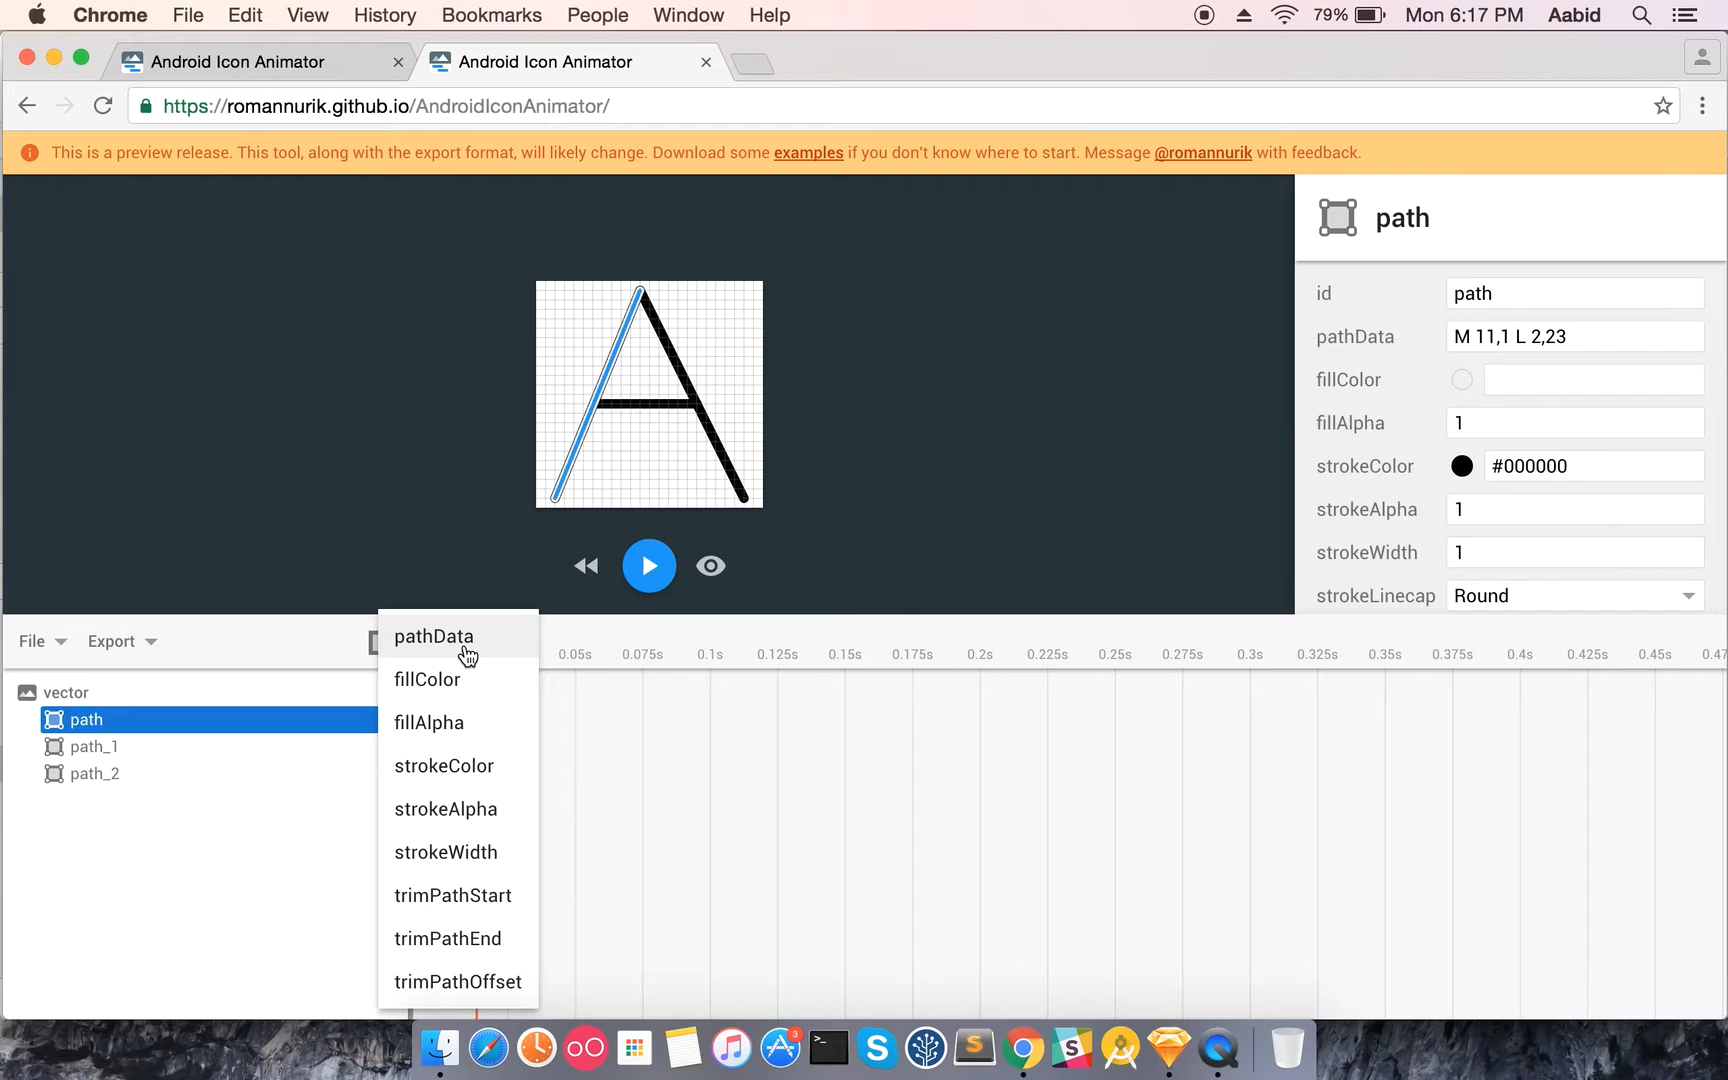 Chrome File Edit View History Bookmarks People Window Help 79% Mon 6:17 PM Aabid
Android Icon Animator Android Icon Animator
https://romannurik.github.io/AndroidIconAnimator/
This is a preview release. This tool, along with the export format, will likely change. Download some examples if you don't know where to start. Message @romannurik with feedback.
path
id path
pathData M 11,1 L 2,23
fillColor
fillAlpha 1
strokeColor #000000
strokeAlpha 1
strokeWidth 1
strokeLinecap Round
File Export
0.05s 0.075s 0.1s 0.125s 0.15s 0.175s 0.2s 0.225s 0.25s 0.275s 0.3s 0.325s 0.35s 0.375s 0.4s 0.425s 0.45s 0.47
vector
path
path_1
path_2
pathData
fillColor
fillAlpha
strokeColor
strokeAlpha
strokeWidth
trimPathStart
trimPathEnd
trimPathOffset
3